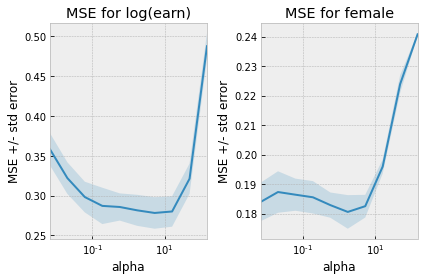 MSE for log(earn)
MSE +/- std error
0.50
0.45
0.40
0.35
0.30
0.25
10⁻¹
10¹
alpha
MSE for female
MSE +/- std error
0.24
0.23
0.22
0.21
0.20
0.19
0.18
10⁻¹
10¹
alpha